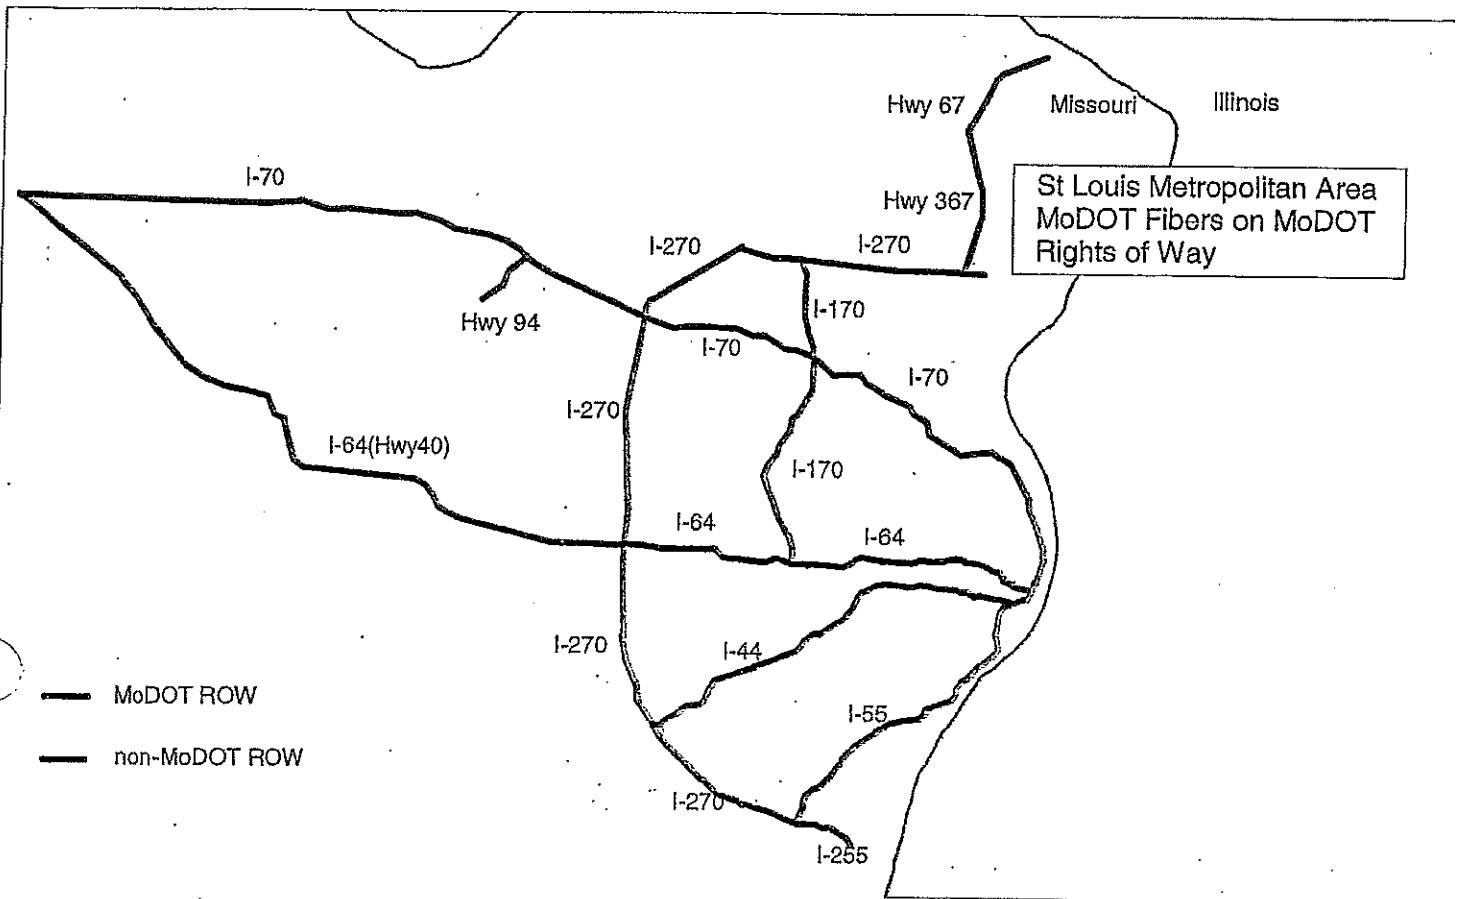 Hwy 67
Missouri
Illinois
I-70
Hwy 367
St Louis Metropolitan Area
MoDOT Fibers on MoDOT
Rights of Way
I-270
I-270
Hwy 94
I-170
I-70
I-70
I-270
I-64(Hwy40)
I-170
I-64
I-64
I-270
I-44
MoDOT ROW
I-55
non-MoDOT ROW
I-270
I-255